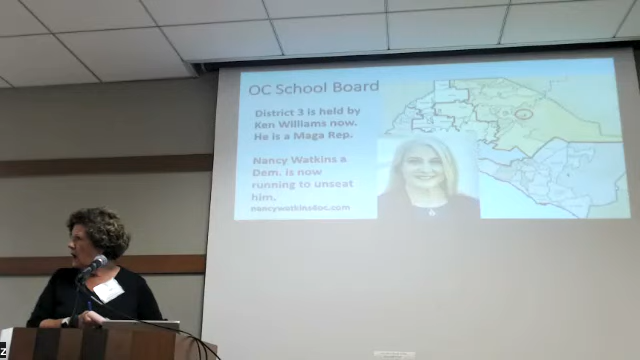 OC School Board
District 3 is held by
Ken Williams now.
He is a Maga Rep.
Nancy Watkins a
Dem. is now
running to unseat
him.
nancywatkins4oc.com
Z